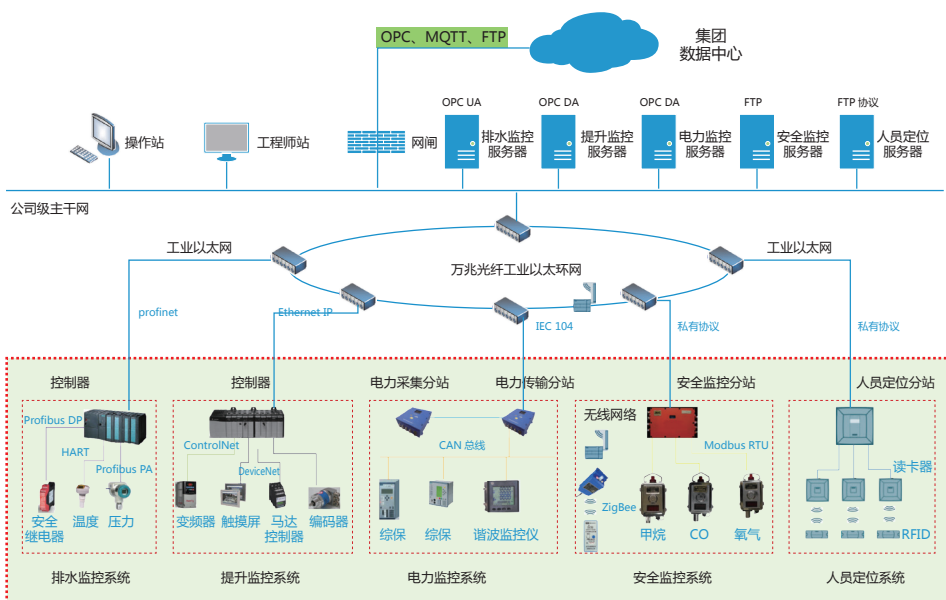 OPC、MQTT、FTP
集团
数据中心
OPC UA
OPC DA
OPC DA
FTP
FTP 协议
操作站
工程师站
网闸
排水监控
服务器
提升监控
服务器
电力监控
服务器
安全监控
服务器
人员定位
服务器
公司级主干网
工业以太网
工业以太网
万兆光纤工业以太环网
profinet
Ethernet IP
IEC 104
私有协议
私有协议
控制器
控制器
电力采集分站
电力传输分站
安全监控分站
人员定位分站
Profibus DP
HART
Profibus PA
安全
继电器
温度
压力
ControlNet
DeviceNet
变频器
触摸屏
马达
控制器
编码器
CAN 总线
综保
综保
谐波监控仪
无线网络
Modbus RTU
ZigBee
甲烷
CO
氧气
读卡器
RFID
排水监控系统
提升监控系统
电力监控系统
安全监控系统
人员定位系统